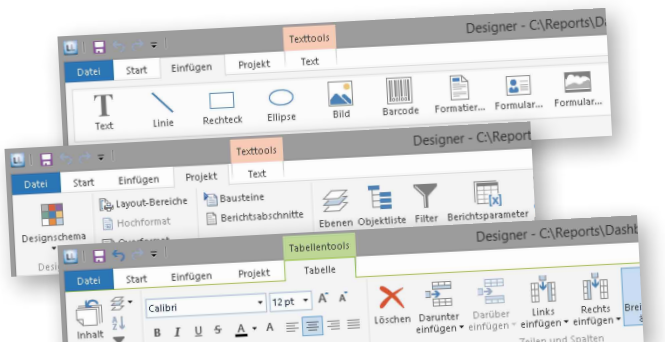 Texttools
Designer - C:\Reports\Da
Datei Start Einfügen Projekt Text
Text Linie Rechteck Ellipse Bild Barcode Formatier... Formular... Formular...
Texttools
Designer - C:\Report
Datei Start Einfügen Projekt Text
Designschema
Layout-Bereiche
Hochformat
Bausteine
Berichtsabschnitte
Ebenen Objektliste Filter Berichtsparameter
Tabellentools
Designer - C:\Reports\Dashb
Datei Start Einfügen Projekt Tabelle
Inhalt
Calibri 12 pt A A
B I U S A A
Löschen
Darunter einfügen
Darüber einfügen
Links einfügen
Rechts einfügen
Zeilen und Spalten